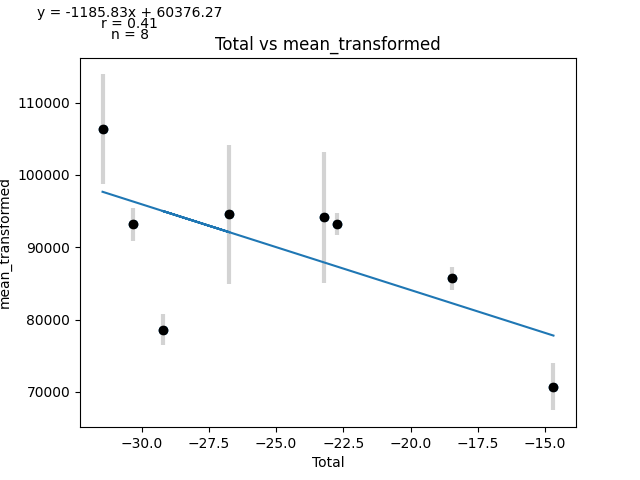 y = -1185.83x + 60376.27
r = 0.41
n = 8
Total vs mean_transformed
mean_transformed
110000
100000
90000
80000
70000
−30.0 −27.5 −25.0 −22.5 −20.0 −17.5 −15.0
Total